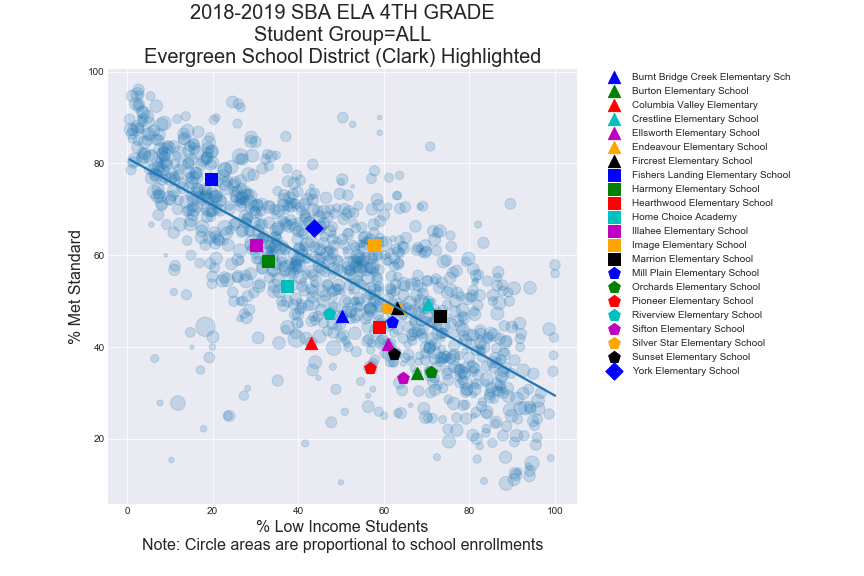 2018-2019 SBA ELA 4TH GRADE
Student Group=ALL
Evergreen School District (Clark) Highlighted
100
80
60
40
20
% Met Standard
0
20
40
60
80
100
% Low Income Students
Note: Circle areas are proportional to school enrollments
Burnt Bridge Creek Elementary Sch
Burton Elementary School
Columbia Valley Elementary
Crestline Elementary School
Ellsworth Elementary School
Endeavour Elementary School
Fircrest Elementary School
Fishers Landing Elementary School
Harmony Elementary School
Hearthwood Elementary School
Home Choice Academy
Illahee Elementary School
Image Elementary School
Marrion Elementary School
Mill Plain Elementary School
Orchards Elementary School
Pioneer Elementary School
Riverview Elementary School
Sifton Elementary School
Silver Star Elementary School
Sunset Elementary School
York Elementary School